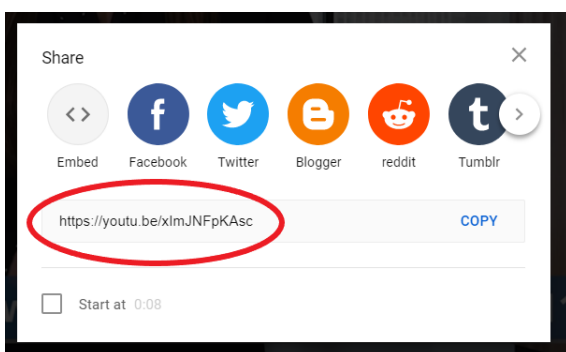 Share
Embed Facebook Twitter Blogger reddit Tumblr
https://youtu.be/xlmJNFpKAsc COPY
Start at 0:08